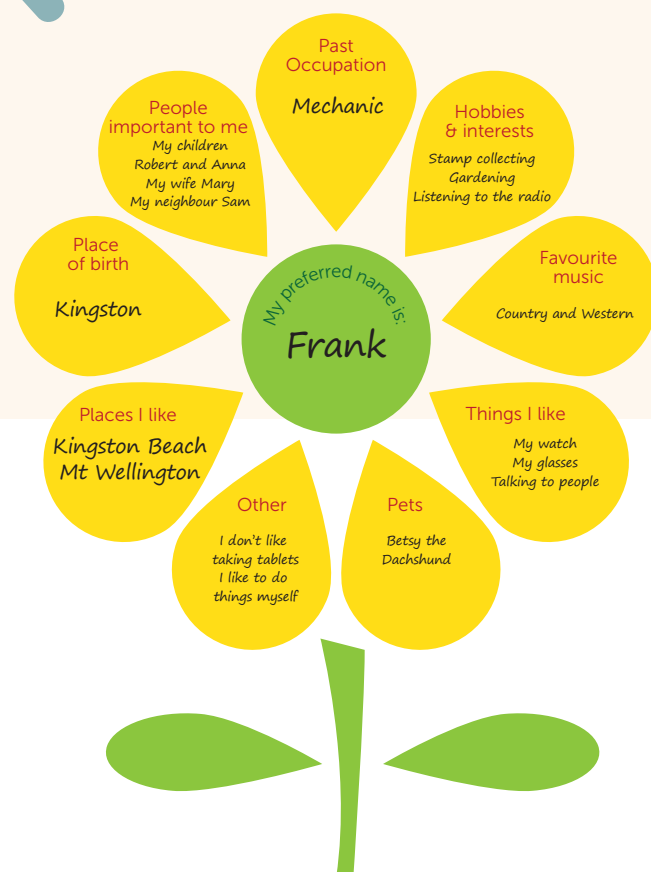 Past
Occupation
Mechanic
People
important to me
My children
Robert and Anna
My wife Mary
My neighbour Sam
Hobbies
& interests
Stamp collecting
Gardening
Listening to the radio
Place
of birth
Kingston
My preferred name is:
Frank
Favourite
music
Country and Western
Places I like
Kingston Beach
Mt Wellington
Things I like
My watch
My glasses
Talking to people
Other
I don't like
taking tablets
I like to do
things myself
Pets
Betsy the
Dachshund